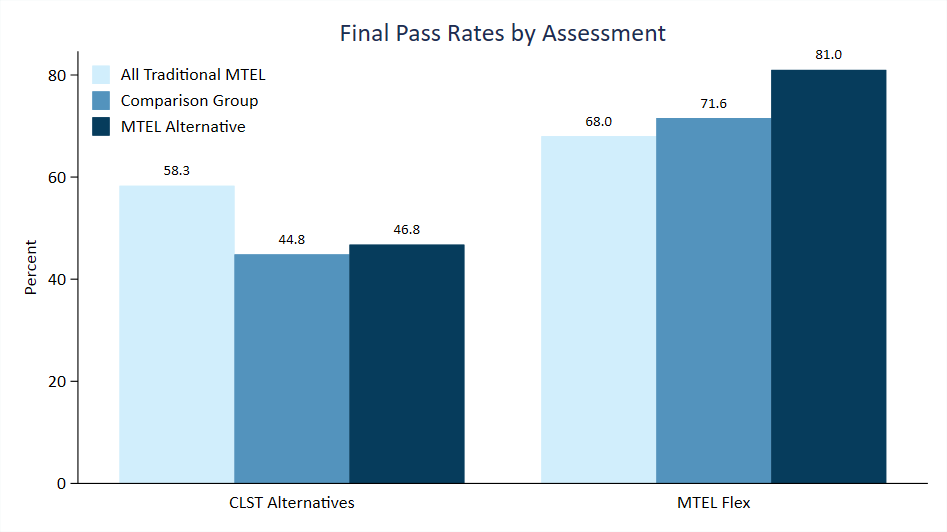 Final Pass Rates by Assessment
All Traditional MTEL
Comparison Group
MTEL Alternative
Percent
80
60
40
20
0
58.3
44.8
46.8
68.0
71.6
81.0
CLST Alternatives
MTEL Flex